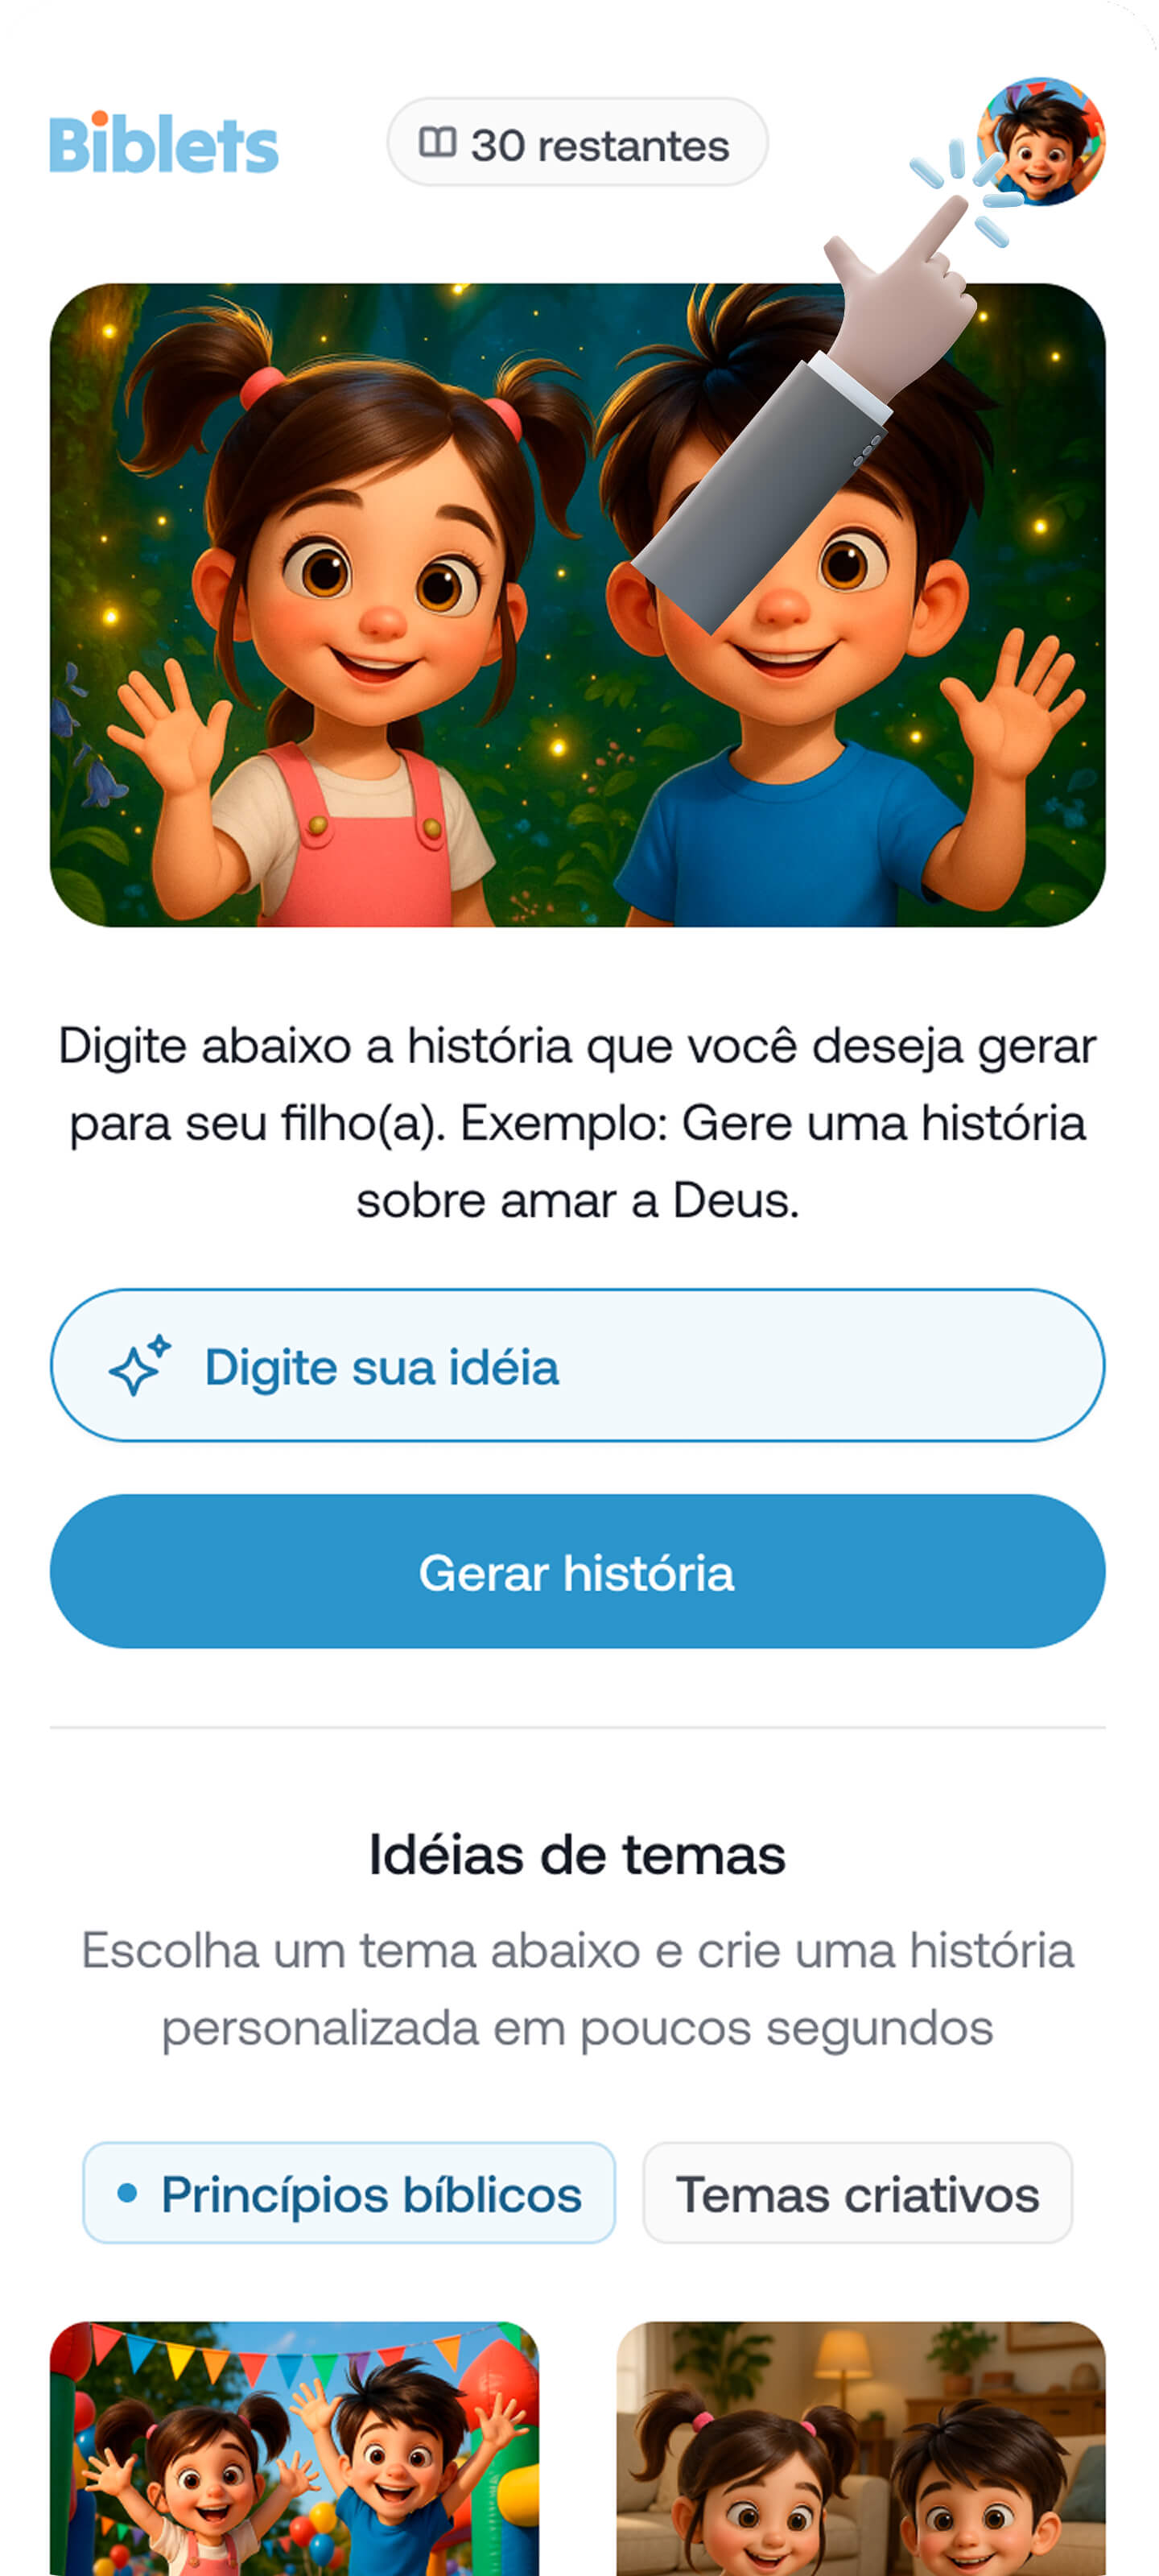 Biblets
30 restantes
Digite abaixo a história que você deseja gerar
para seu filho(a). Exemplo: Gere uma história
sobre amar a Deus.
Digite sua idéia
Gerar história
Idéias de temas
Escolha um tema abaixo e crie uma história
personalizada em poucos segundos
Princípios bíblicos
Temas criativos